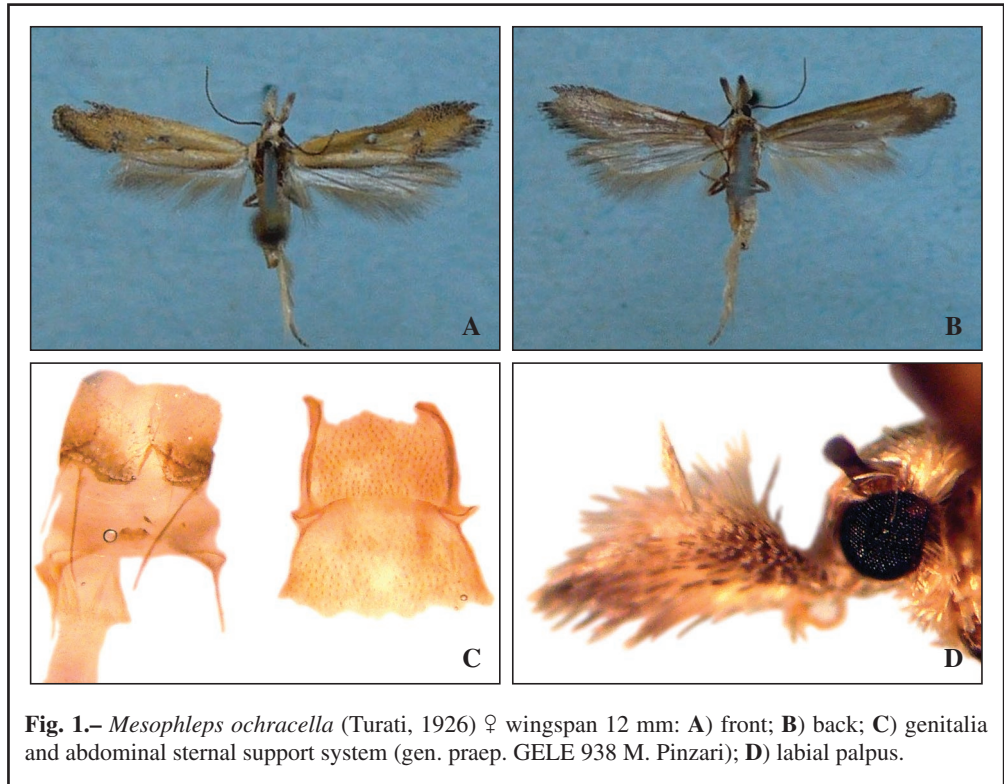 A
B
C
D
Fig. 1.– Mesophleps ochracella (Turati, 1926) ♀ wingspan 12 mm: A) front; B) back; C) genitalia
and abdominal sternal support system (gen. praep. GELE 938 M. Pinzari); D) labial palpus.